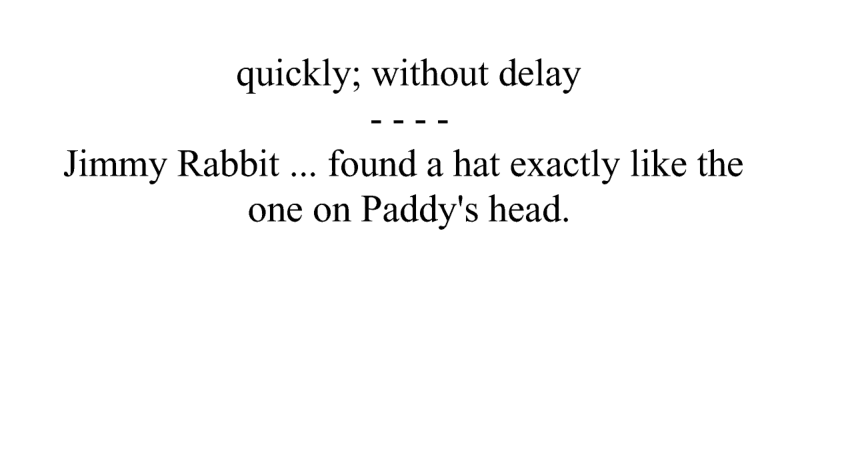 quickly; without delay
- - - -
Jimmy Rabbit ... found a hat exactly like the
one on Paddy's head.